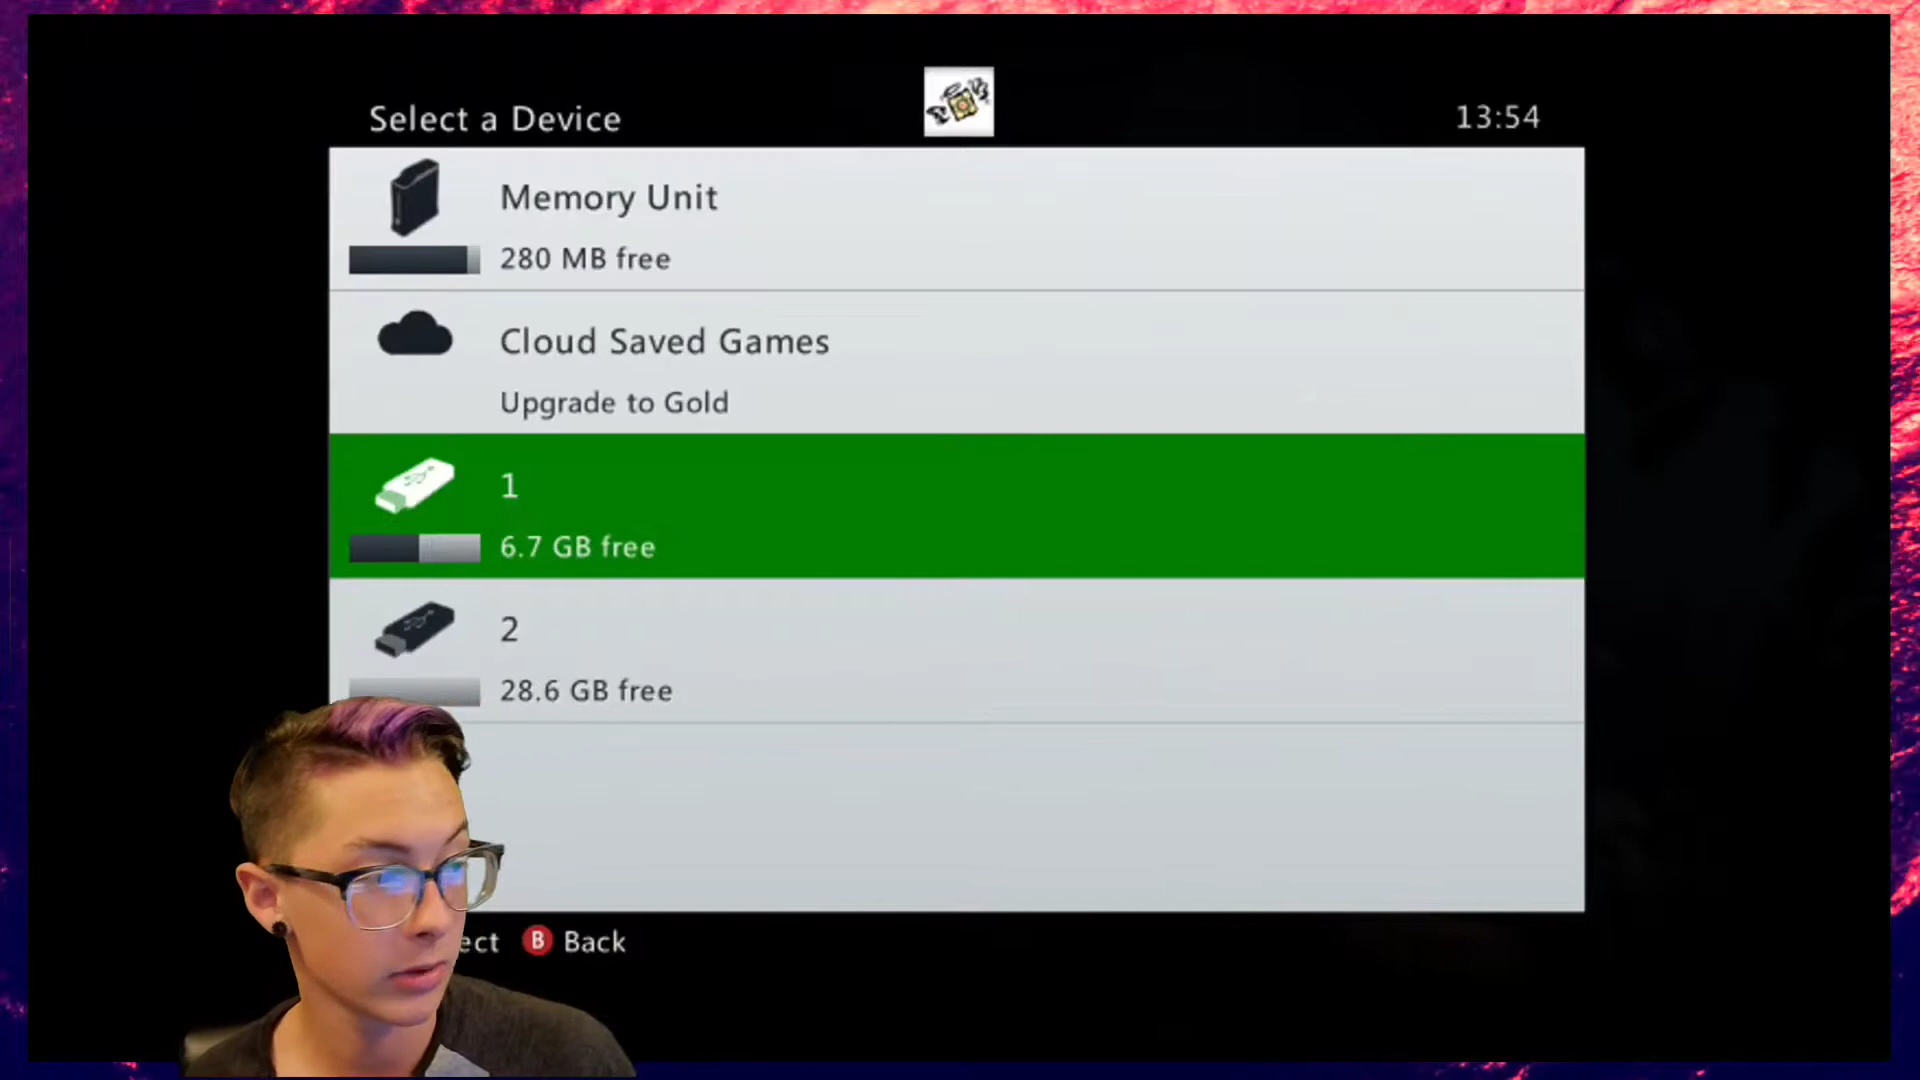 Select a Device
13:54
Memory Unit
280 MB free
Cloud Saved Games
Upgrade to Gold
1
6.7 GB free
2
28.6 GB free
ect
B Back